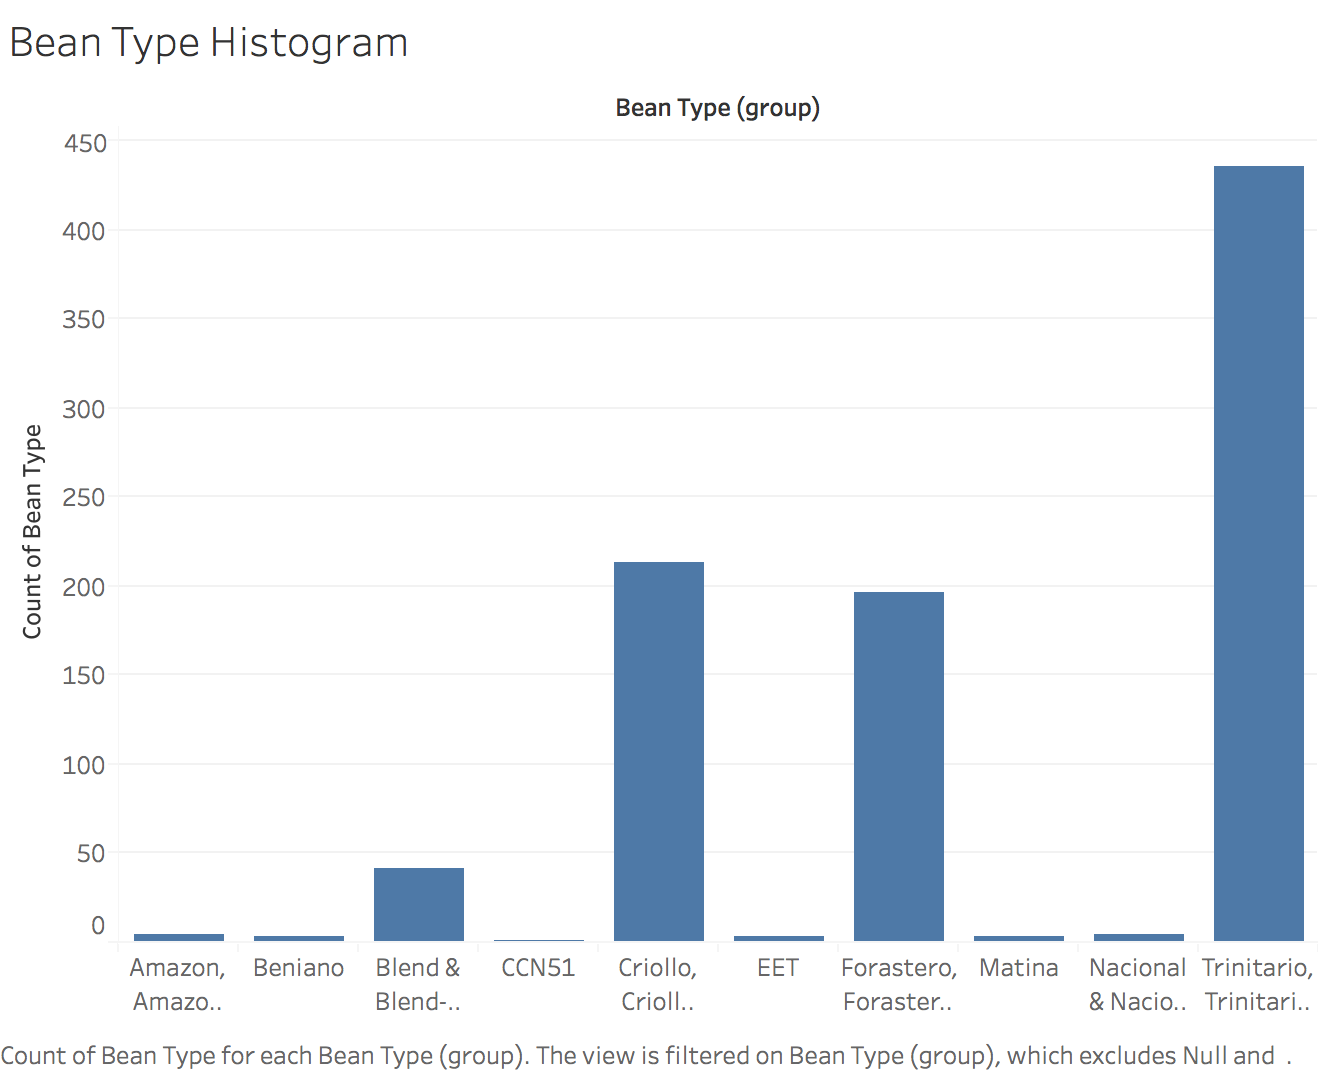 Bean Type Histogram
Bean Type (group)
450
400
350
300
250
200
150
100
50
0
Count of Bean Type
Amazon, Amazo..
Beniano
Blend & Blend-..
CCN51
Criollo, Crioll..
EET
Forastero, Foraster..
Matina
Nacional & Nacio..
Trinitario, Trinitari..
Count of Bean Type for each Bean Type (group). The view is filtered on Bean Type (group), which excludes Null and  .